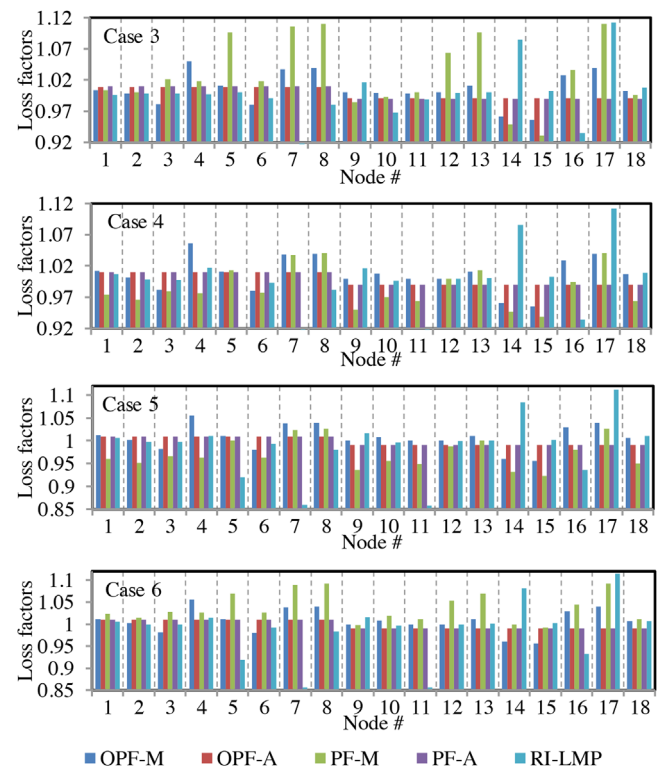 Case 3
Loss factors
1.12
1.07
1.02
0.97
0.92
1 2 3 4 5 6 7 8 9 10 11 12 13 14 15 16 17 18
Node #
Case 4
Loss factors
1.12
1.07
1.02
0.97
0.92
1 2 3 4 5 6 7 8 9 10 11 12 13 14 15 16 17 18
Node #
Case 5
Loss factors
1.1
1.05
1
0.95
0.9
0.85
1 2 3 4 5 6 7 8 9 10 11 12 13 14 15 16 17 18
Node #
Case 6
Loss factors
1.1
1.05
1
0.95
0.9
0.85
1 2 3 4 5 6 7 8 9 10 11 12 13 14 15 16 17 18
Node #
OPF-M OPF-A PF-M PF-A RI-LMP